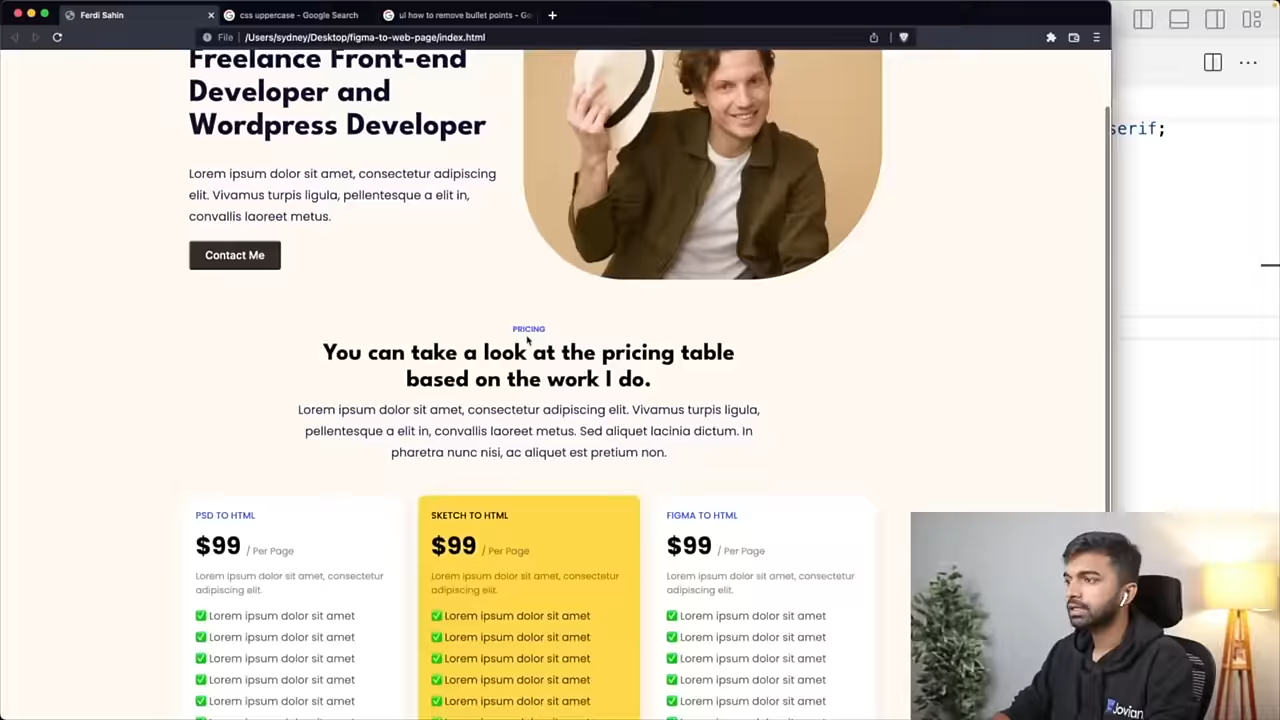 Ferdi Sahin
css uppercase - Google Search
ul how to remove bullet points - Go
File
/Users/sydney/Desktop/figma-to-web-page/index.html
Freelance Front-end
Developer and
Wordpress Developer
serif;
Lorem ipsum dolor sit amet, consectetur adipiscing
elit. Vivamus turpis ligula, pellentesque a elit in,
convallis laoreet metus.
Contact Me
PRICING
You can take a look at the pricing table
based on the work I do.
Lorem ipsum dolor sit amet, consectetur adipiscing elit. Vivamus turpis ligula,
pellentesque a elit in, convallis laoreet metus. Sed aliquet lacinia dictum. In
pharetra nunc nisi, ac aliquet est pretium non.
PSD TO HTML
$99 / Per Page
Lorem ipsum dolor sit amet, consectetur
adipiscing elit.
✅ Lorem ipsum dolor sit amet
✅ Lorem ipsum dolor sit amet
✅ Lorem ipsum dolor sit amet
✅ Lorem ipsum dolor sit amet
✅ Lorem ipsum dolor sit amet
SKETCH TO HTML
$99 / Per Page
Lorem ipsum dolor sit amet, consectetur
adipiscing elit.
✅ Lorem ipsum dolor sit amet
✅ Lorem ipsum dolor sit amet
✅ Lorem ipsum dolor sit amet
✅ Lorem ipsum dolor sit amet
✅ Lorem ipsum dolor sit amet
FIGMA TO HTML
$99 / Per Page
Lorem ipsum dolor sit amet, consectetur
adipiscing elit.
✅ Lorem ipsum dolor sit amet
✅ Lorem ipsum dolor sit amet
✅ Lorem ipsum dolor sit amet
✅ Lorem ipsum dolor sit amet
✅ Lorem ipsum dolor sit amet
Jovian